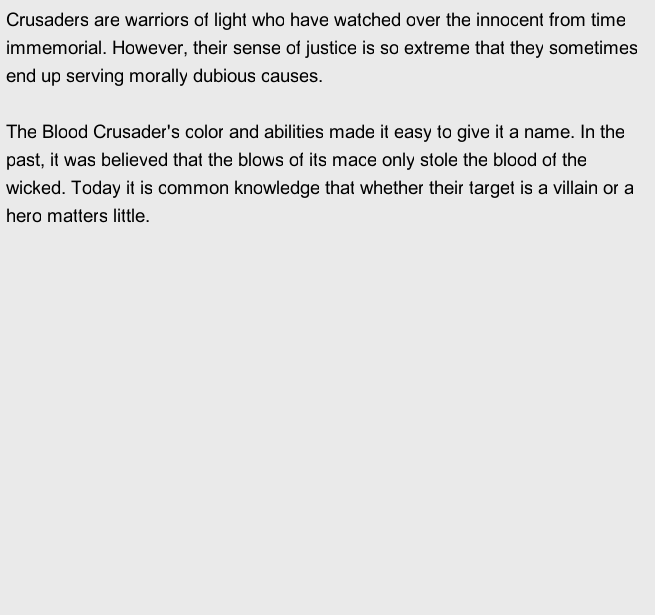 Crusaders are warriors of light who have watched over the innocent from time
immemorial. However, their sense of justice is so extreme that they sometimes
end up serving morally dubious causes.

The Blood Crusader's color and abilities made it easy to give it a name. In the
past, it was believed that the blows of its mace only stole the blood of the
wicked. Today it is common knowledge that whether their target is a villain or a
hero matters little.